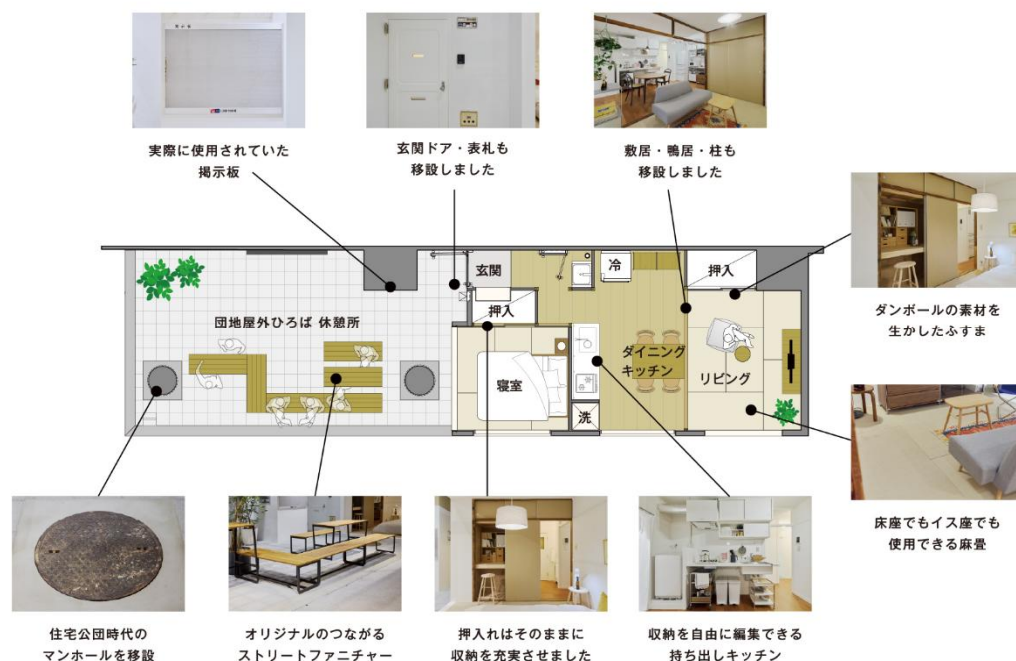 実際に使用されていた
掲示板
玄関ドア・表札も
移設しました
敷居・鴨居・柱も
移設しました
ダンボールの素材を
生かしたふすま
玄関
冷
押入
押入
団地屋外ひろば 休憩所
ダイニング
キッチン
リビング
寝室
洗
床座でもイス座でも
使用できる麻畳
住宅公団時代の
マンホールを移設
オリジナルのつながる
ストリートファニチャー
押入れはそのままに
収納を充実させました
収納を自由に編集できる
持ち出しキッチン